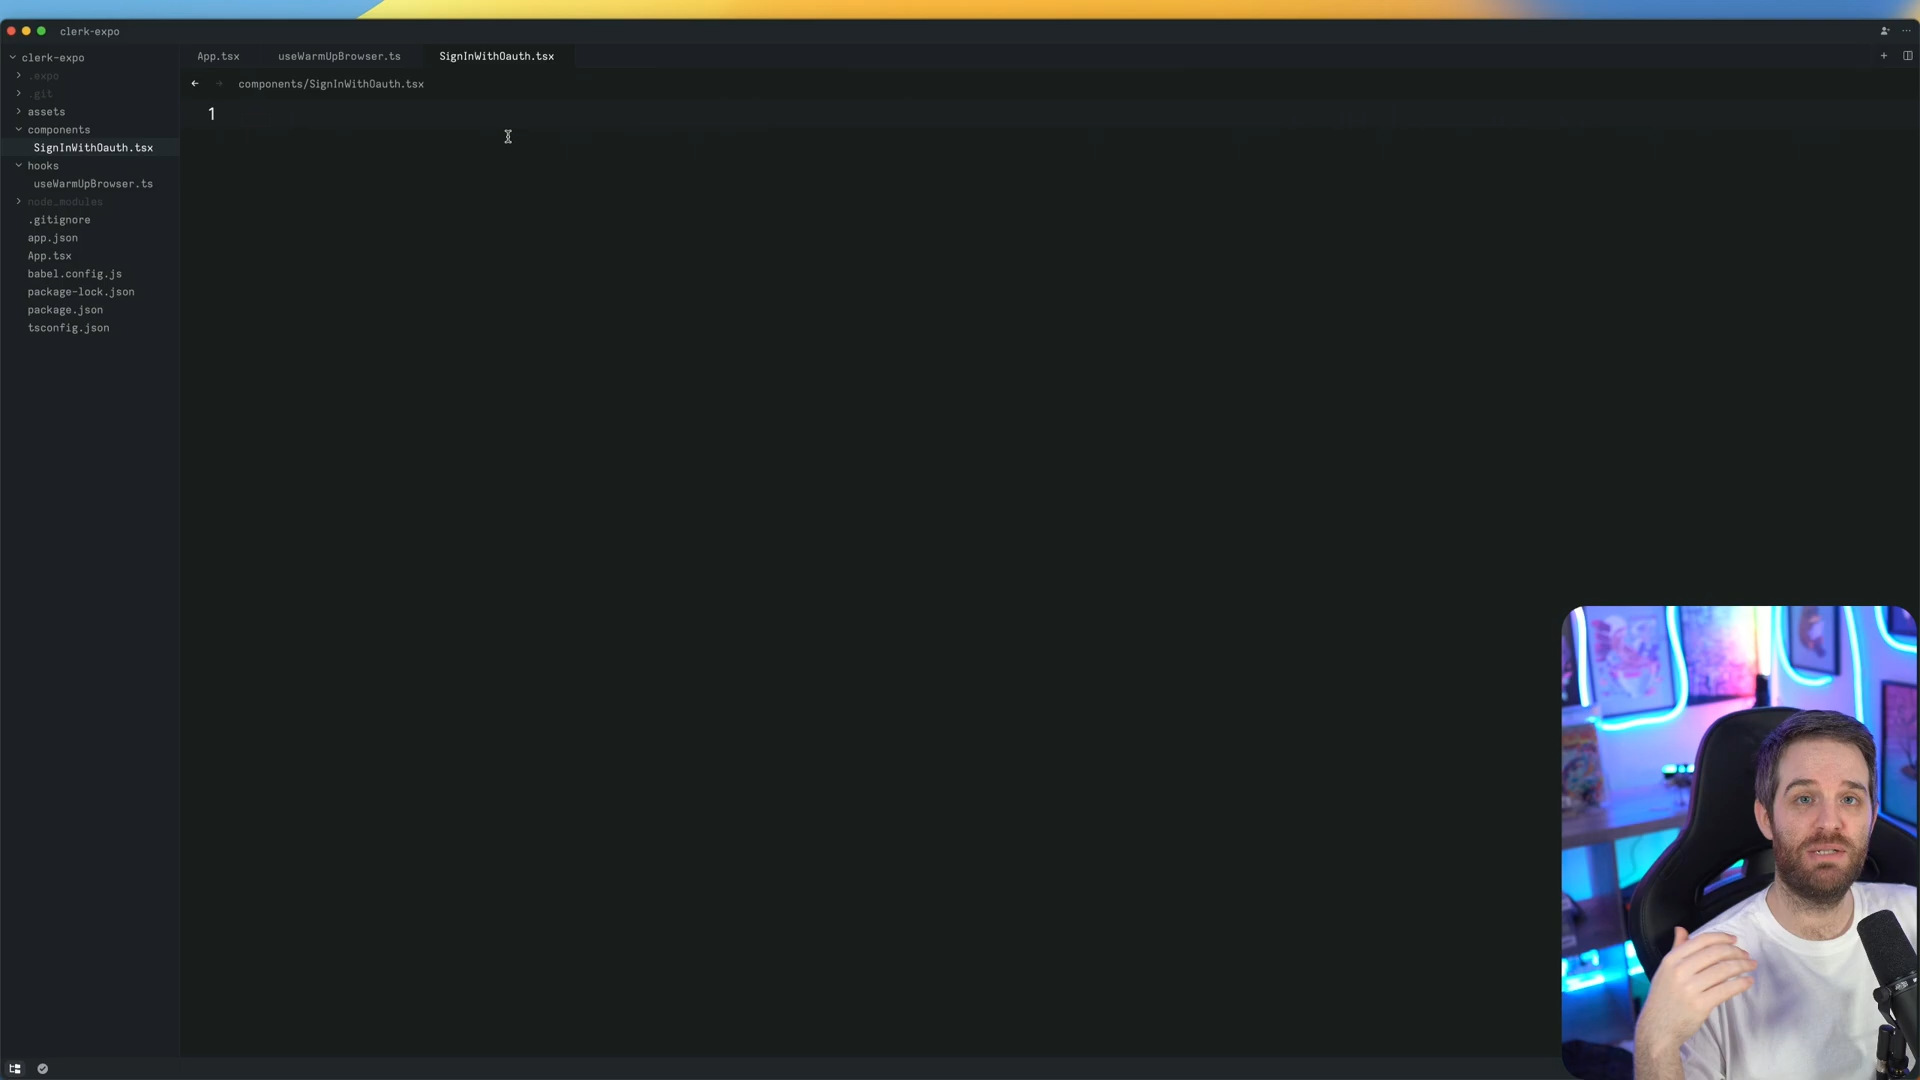 clerk-expo
clerk-expo
.expo
.git
assets
components
SignInWithOauth.tsx
hooks
useWarmUpBrowser.ts
node_modules
.gitignore
app.json
App.tsx
babel.config.js
package-lock.json
package.json
tsconfig.json
App.tsx
useWarmUpBrowser.ts
SignInWithOauth.tsx
components/SignInWithOauth.tsx
1